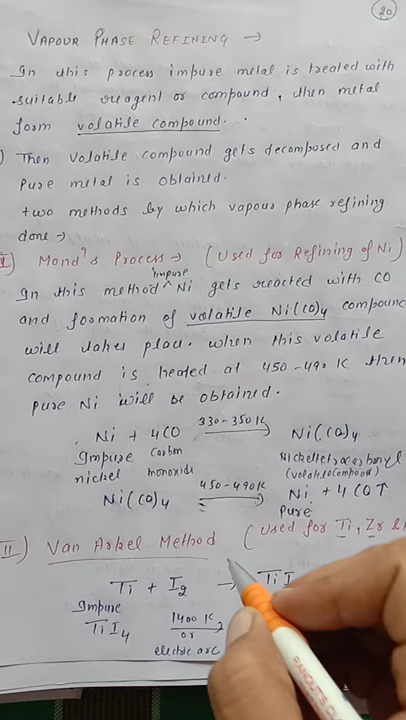 20
VAPOUR PHASE REFINING →
In this process impure metal is treated with
suitable reagent or compound, then metal
form volatile compound.
) Then volatile compound gets decomposed and
pure metal is obtained.
two methods by which vapour phase refining
done →
I) Mond's Process → (Used for Refining of Ni)
In this method impure Ni gets reacted with CO
and formation of volatile Ni(CO)4 compound
will takes place. when this volatile
compound is heated at 450-490 K then
pure Ni will be obtained.
Ni + 4CO 330-350 K → Ni(CO)4
Impure carbon Nickeltetracarbonyl
nickel monoxide (volatile compound)
Ni(CO)4 450-490K → Ni + 4CO↑
Pure
II) Van Arkel Method (Used for Ti, Zr &
Ti + I2 → TiI
Impure
TiI4 1400 K
or
electric arc